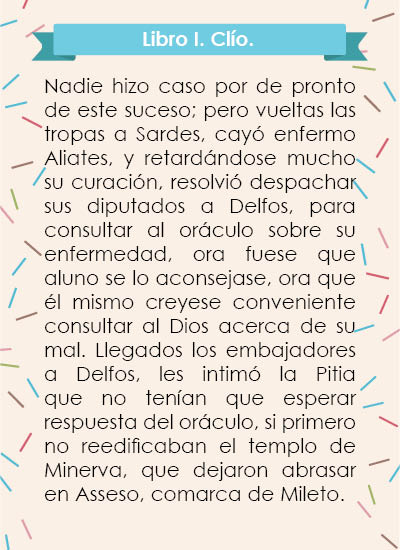 Libro I. Clío.
Nadie hizo caso por de pronto
de este suceso; pero vueltas las
tropas a Sardes, cayó enfermo
Aliates, y retardándose mucho
su curación, resolvió despachar
sus diputados a Delfos, para
consultar al oráculo sobre su
enfermedad, ora fuese que
aluno se lo aconsejase, ora que
él mismo creyese conveniente
consultar al Dios acerca de su
mal. Llegados los embajadores
a Delfos, les intimó la Pitia
que no tenían que esperar
respuesta del oráculo, si primero
no reedificaban el templo de
Minerva, que dejaron abrasar
en Asseso, comarca de Mileto.